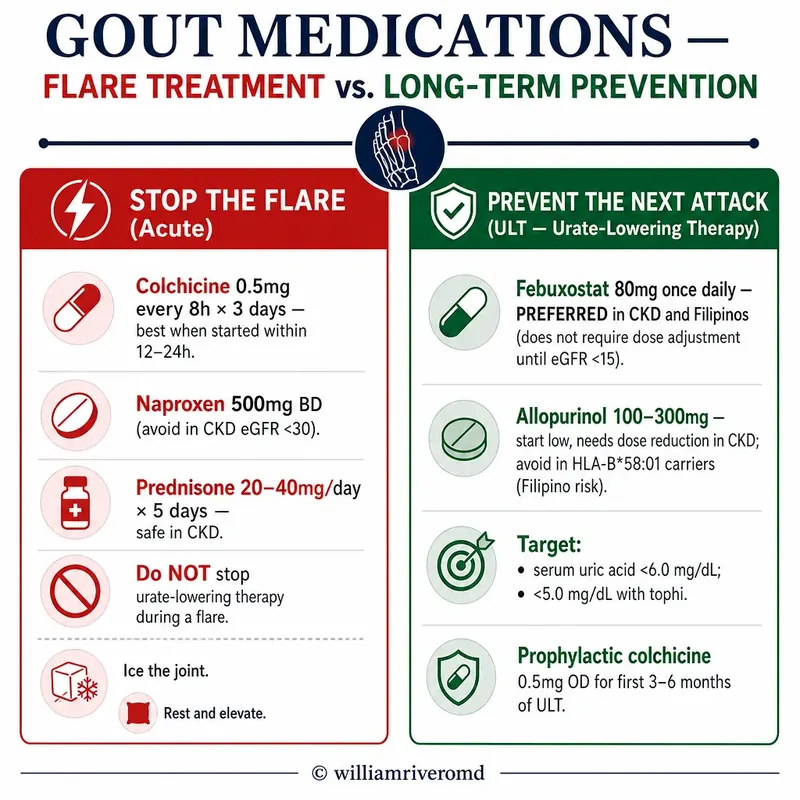 GOUT MEDICATIONS —
FLARE TREATMENT vs. LONG-TERM PREVENTION
STOP THE FLARE
(Acute)
Colchicine 0.5mg
every 8h × 3 days —
best when started within
12–24h.
Naproxen 500mg BD
(avoid in CKD eGFR <30).
Prednisone 20–40mg/day
× 5 days —
safe in CKD.
Do NOT stop
urate-lowering therapy
during a flare.
Ice the joint.
Rest and elevate.
PREVENT THE NEXT ATTACK
(ULT — Urate-Lowering Therapy)
Febuxostat 80mg once daily —
PREFERRED in CKD and Filipinos
(does not require dose adjustment
until eGFR <15).
Allopurinol 100–300mg —
start low, needs dose reduction in CKD;
avoid in HLA-B*58:01 carriers
(Filipino risk).
Target:
• serum uric acid <6.0 mg/dL;
• <5.0 mg/dL with tophi.
Prophylactic colchicine
0.5mg OD for first 3–6 months
of ULT.
© williamriveromd